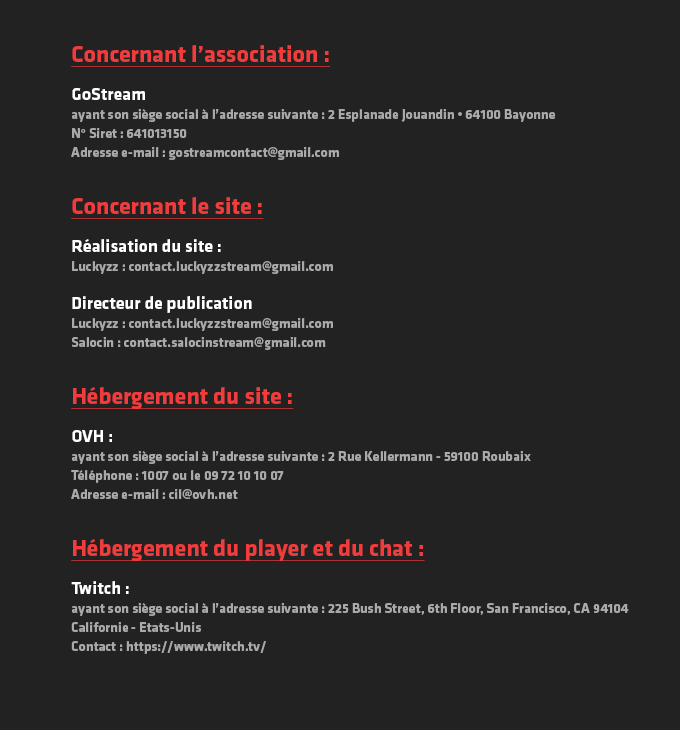 Concernant l’association :
GoStream
ayant son siège social à l’adresse suivante : 2 Esplanade Jouandin • 64100 Bayonne
N° Siret : 641013150
Adresse e-mail : gostreamcontact@gmail.com
Concernant le site :
Réalisation du site :
Luckyzz : contact.luckyzzstream@gmail.com
Directeur de publication
Luckyzz : contact.luckyzzstream@gmail.com
Salocin : contact.salocinstream@gmail.com
Hébergement du site :
OVH :
ayant son siège social à l’adresse suivante : 2 Rue Kellermann - 59100 Roubaix
Téléphone : 1007 ou le 09 72 10 10 07
Adresse e-mail : cil@ovh.net
Hébergement du player et du chat :
Twitch :
ayant son siège social à l’adresse suivante : 225 Bush Street, 6th Floor, San Francisco, CA 94104
Californie - Etats-Unis
Contact : https://www.twitch.tv/